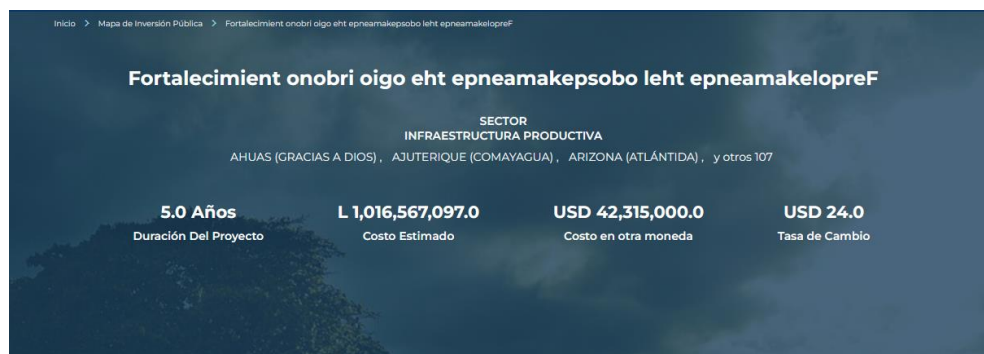 Inicio > Mapa de Inversión Pública > Fortalecimient onobri oigo eht epneamakepsobo leht epneamakelopreF
Fortalecimient onobri oigo eht epneamakepsobo leht epneamakelopreF
SECTOR
INFRAESTRUCTURA PRODUCTIVA
AHUAS (GRACIAS A DIOS) , AJUTERIQUE (COMAYAGUA) , ARIZONA (ATLÁNTIDA) , y otros 107
5.0 Años L 1,016,567,097.0 USD 42,315,000.0 USD 24.0
Duración Del Proyecto Costo Estimado Costo en otra moneda Tasa de Cambio